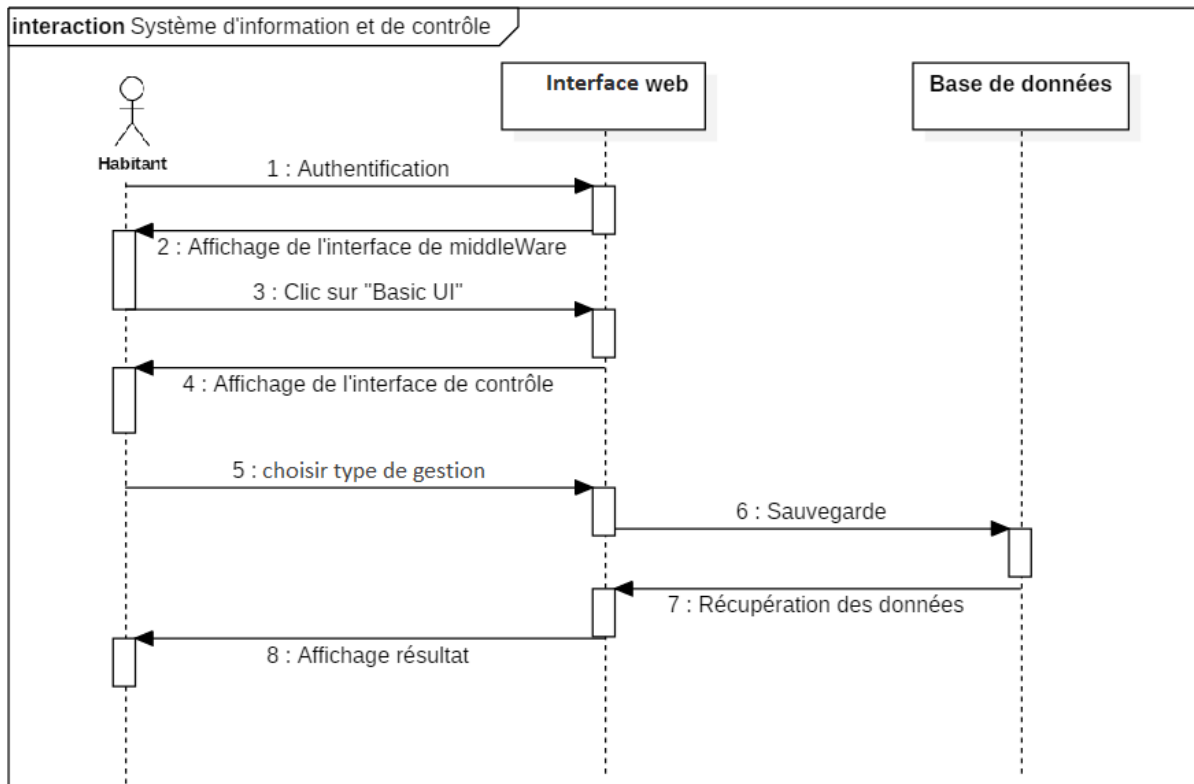 interaction Système d'information et de contrôle
Habitant
Interface web
Base de données
1 : Authentification
2 : Affichage de l'interface de middleWare
3 : Clic sur "Basic UI"
4 : Affichage de l'interface de contrôle
5 : choisir type de gestion
6 : Sauvegarde
7 : Récupération des données
8 : Affichage résultat